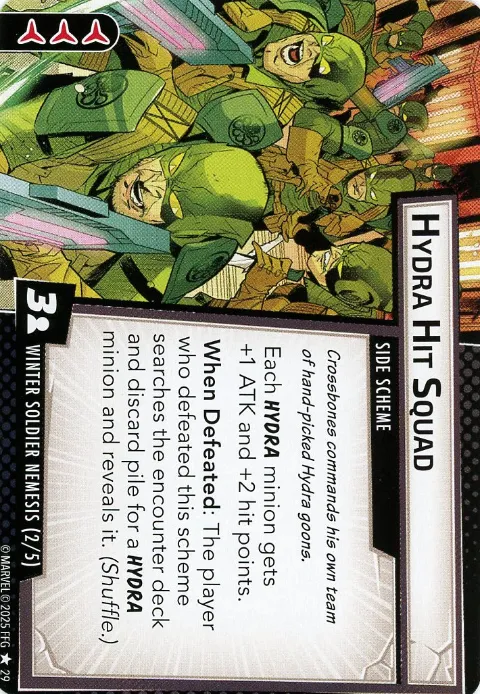 HYDRA HIT SQUAD
SIDE SCHEME
Crossbones commands his own team
of hand-picked Hydra goons.
Each HYDRA minion gets
+1 ATK and +2 hit points.
When Defeated: The player
who defeated this scheme
searches the encounter deck
and discard pile for a HYDRA
minion and reveals it. (Shuffle.)
3
WINTER SOLDIER NEMESIS (2/5)
© MARVEL © 2025 FFG ★ 29